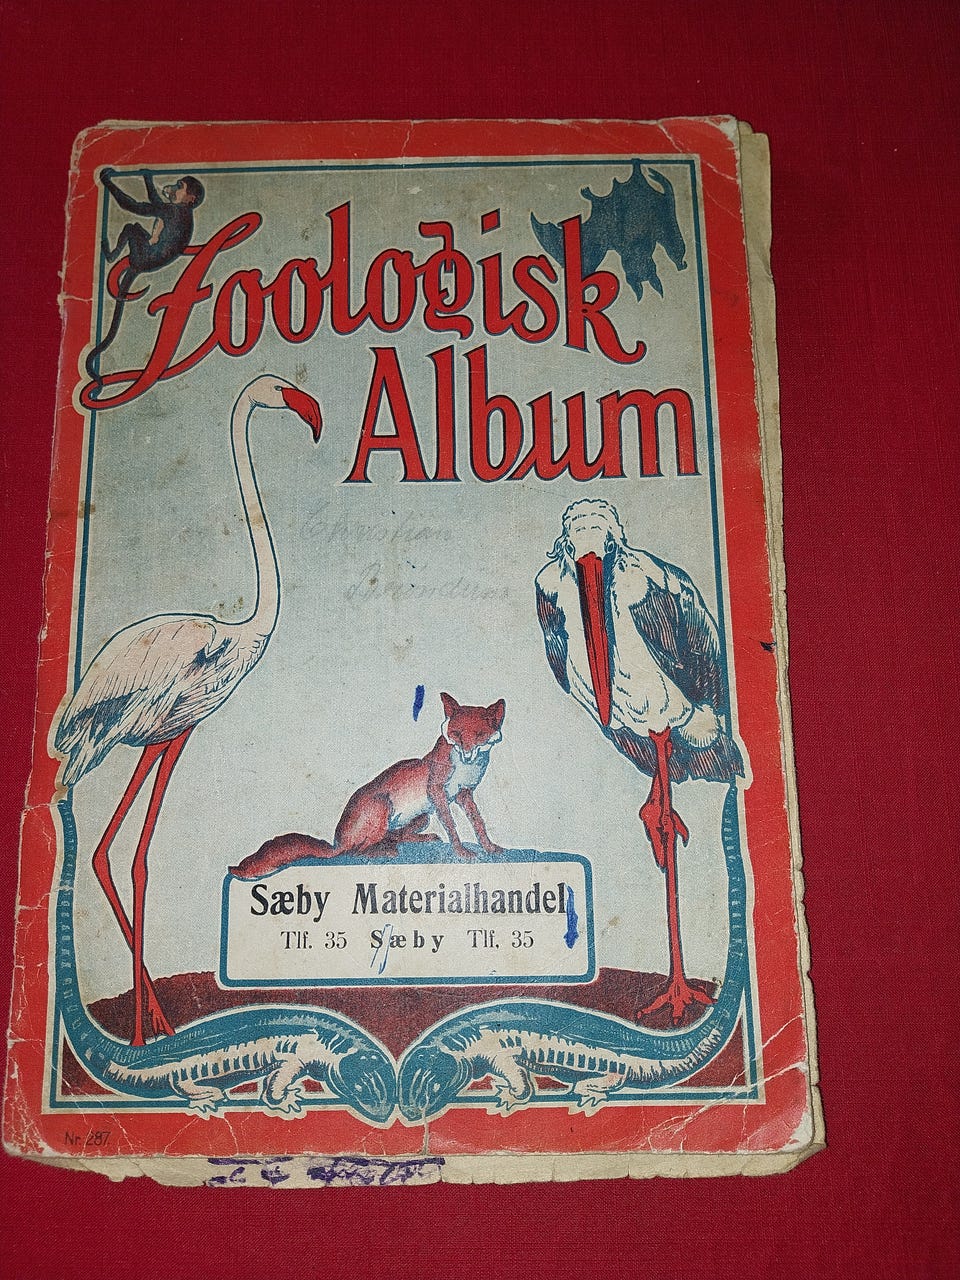 Zoologisk
Album
Christian
Sæby Materialhandel
Tlf. 35 Sæby Tlf. 35
Nr. 287.